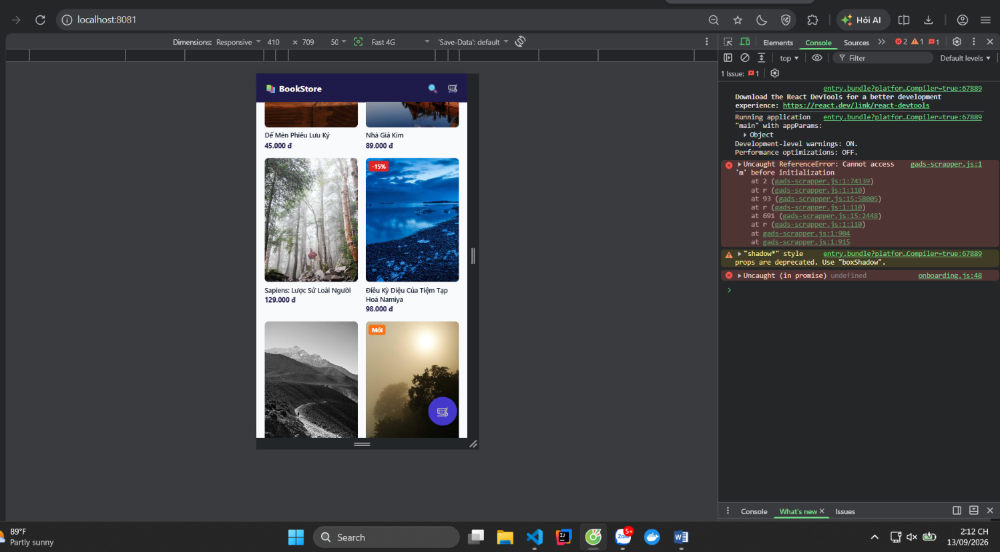 localhost:8081
Hỏi AI
Dimensions: Responsive 410 × 709 50 Fast 4G 'Save-Data': default
Elements Console Sources 2 1 1
top Filter Default levels
1 Issue: 1
BookStore
Dế Mèn Phiêu Lưu Ký
45.000 đ
Nhà Giả Kim
89.000 đ
-15%
Sapiens: Lược Sử Loài Người
129.000 đ
Điều Kỳ Diệu Của Tiệm Tạp
Hoá Namiya
98.000 đ
Mới
entry.bundle?platfor…Compiler=true:67889
Download the React DevTools for a better development
experience: https://react.dev/link/react-devtools
Running application entry.bundle?platfor…Compiler=true:67889
"main" with appParams:
Object
Development-level warnings: ON.
Performance optimizations: OFF.
Uncaught ReferenceError: Cannot access gads-scrapper.js:1
'm' before initialization
at 2 (gads-scrapper.js:1:74139)
at r (gads-scrapper.js:1:110)
at 93 (gads-scrapper.js:15:58005)
at r (gads-scrapper.js:1:110)
at 691 (gads-scrapper.js:15:2448)
at r (gads-scrapper.js:1:110)
at gads-scrapper.js:1:904
at gads-scrapper.js:1:915
"shadow*" style entry.bundle?platfor…Compiler=true:67889
props are deprecated. Use "boxShadow".
Uncaught (in promise) undefined onboarding.js:48
Console What's new Issues
89°F
Partly sunny
Search
Zalo
5+
2:12 CH
13/09/2026